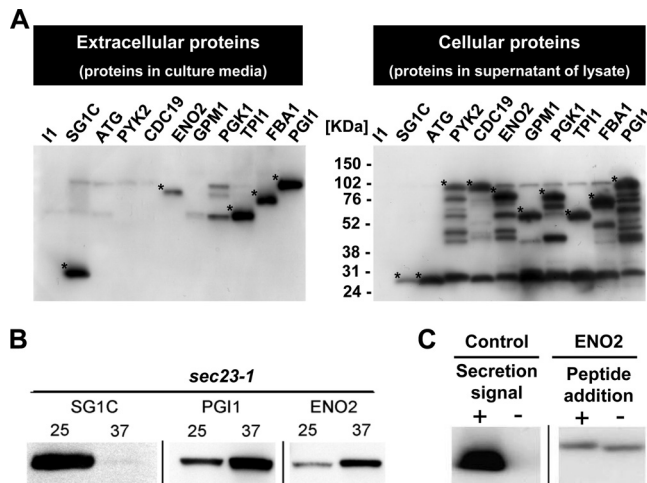 A
Extracellular proteins
(proteins in culture media)
Cellular proteins
(proteins in supernatant of lysate)
I1 SG1C ATG PYK2 CDC19 ENO2 GPM1 PGK1 TPI1 FBA1 PGI1
[KDa]
I1 SG1C ATG PYK2 CDC19 ENO2 GPM1 PGK1 TPI1 FBA1 PGI1
150 -
102 -
76 -
52 -
38 -
31 -
24 -
B
sec23-1
SG1C PGI1 ENO2
25 37 25 37 25 37
C
Control ENO2
Secretion signal
Peptide addition
+ - + -